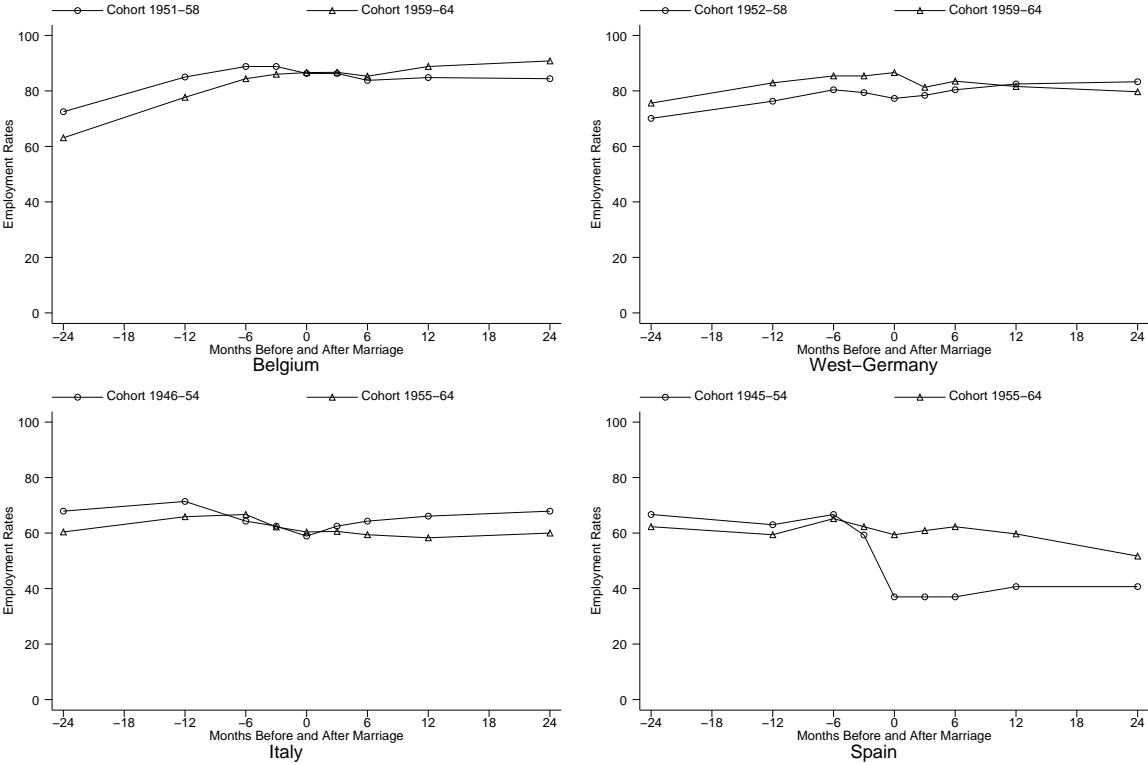 Cohort 1951−58 Cohort 1959−64
100
80
60
40
20
0
Employment Rates
−24 −18 −12 −6 0 6 12 18 24
Months Before and After Marriage
Belgium
Cohort 1952−58 Cohort 1959−64
100
80
60
40
20
0
Employment Rates
−24 −18 −12 −6 0 6 12 18 24
Months Before and After Marriage
West−Germany
Cohort 1946−54 Cohort 1955−64
100
80
60
40
20
0
Employment Rates
−24 −18 −12 −6 0 6 12 18 24
Months Before and After Marriage
Italy
Cohort 1945−54 Cohort 1955−64
100
80
60
40
20
0
Employment Rates
−24 −18 −12 −6 0 6 12 18 24
Months Before and After Marriage
Spain